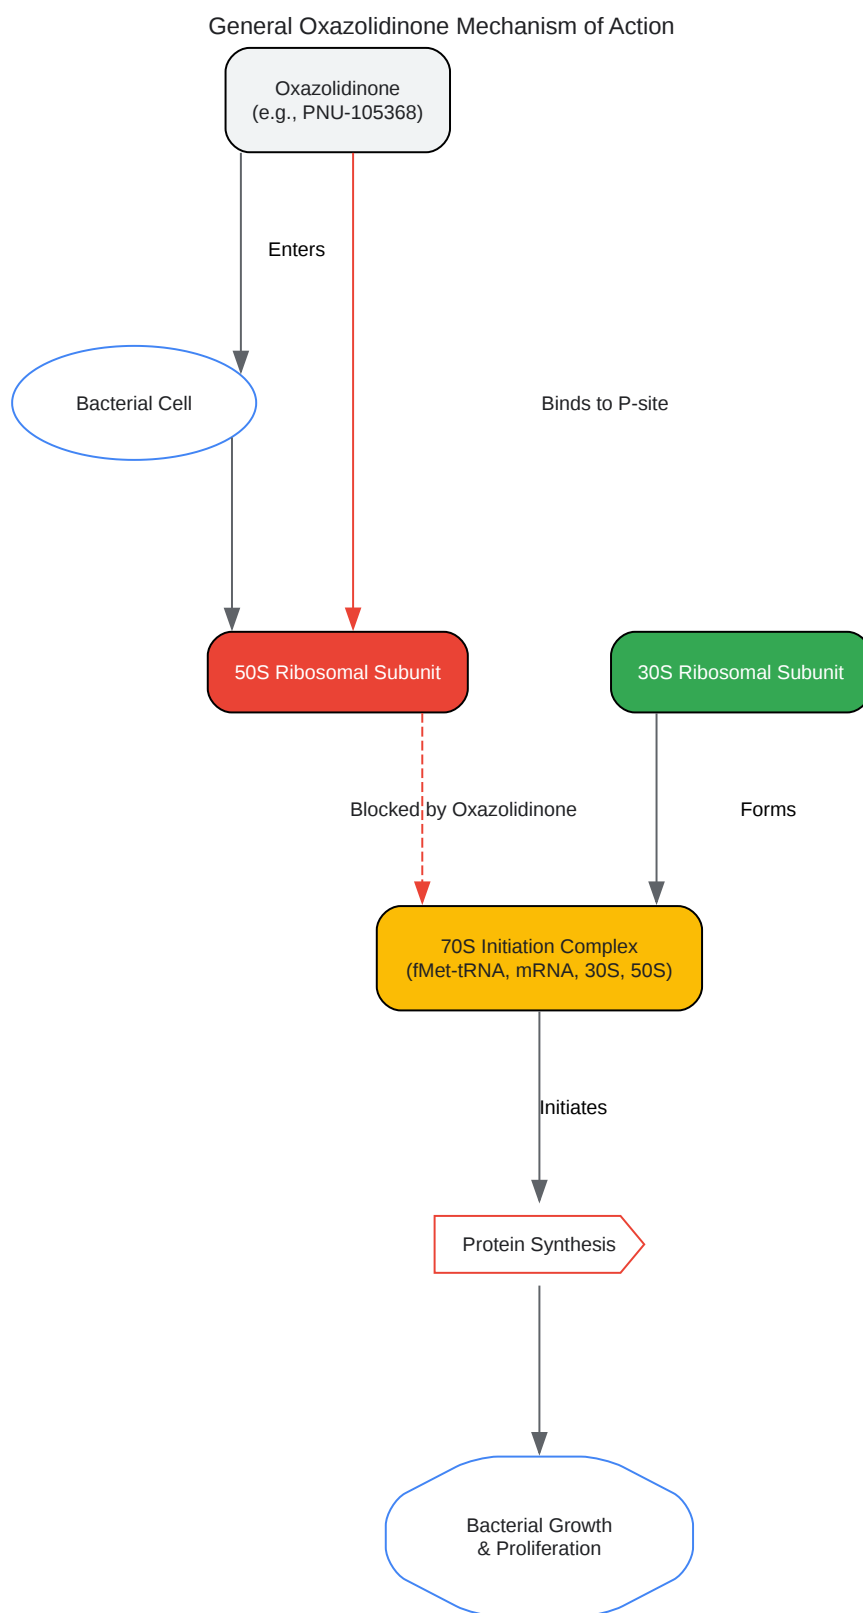 General Oxazolidinone Mechanism of Action
Oxazolidinone
(e.g., PNU-105368)
Enters
Bacterial Cell
Binds to P-site
50S Ribosomal Subunit
30S Ribosomal Subunit
Blocked by Oxazolidinone
Forms
70S Initiation Complex
(fMet-tRNA, mRNA, 30S, 50S)
Initiates
Protein Synthesis
Bacterial Growth
& Proliferation